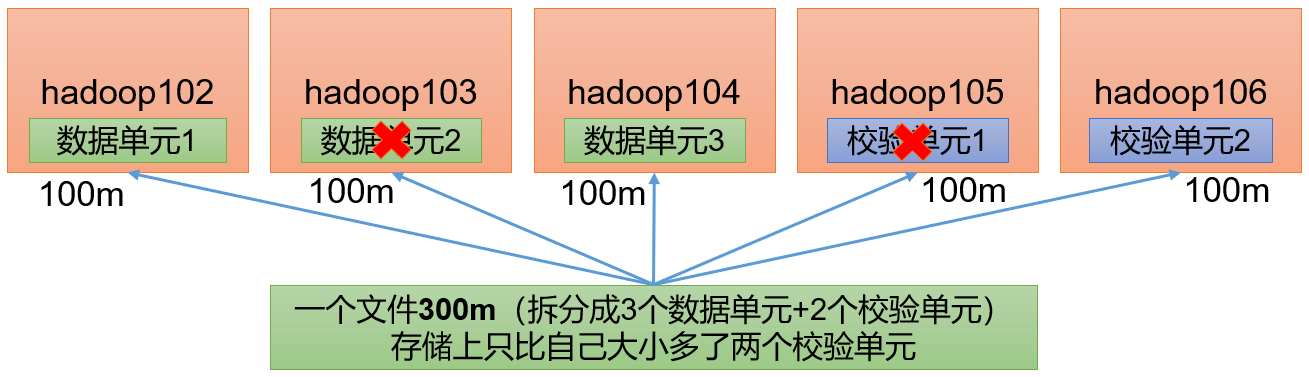 hadoop102
hadoop103
hadoop104
hadoop105
hadoop106
数据单元1
数据单元2
数据单元3
校验单元1
校验单元2
100m
100m
100m
100m
100m
一个文件300m（拆分成3个数据单元+2个校验单元）
存储上只比自己大小多了两个校验单元